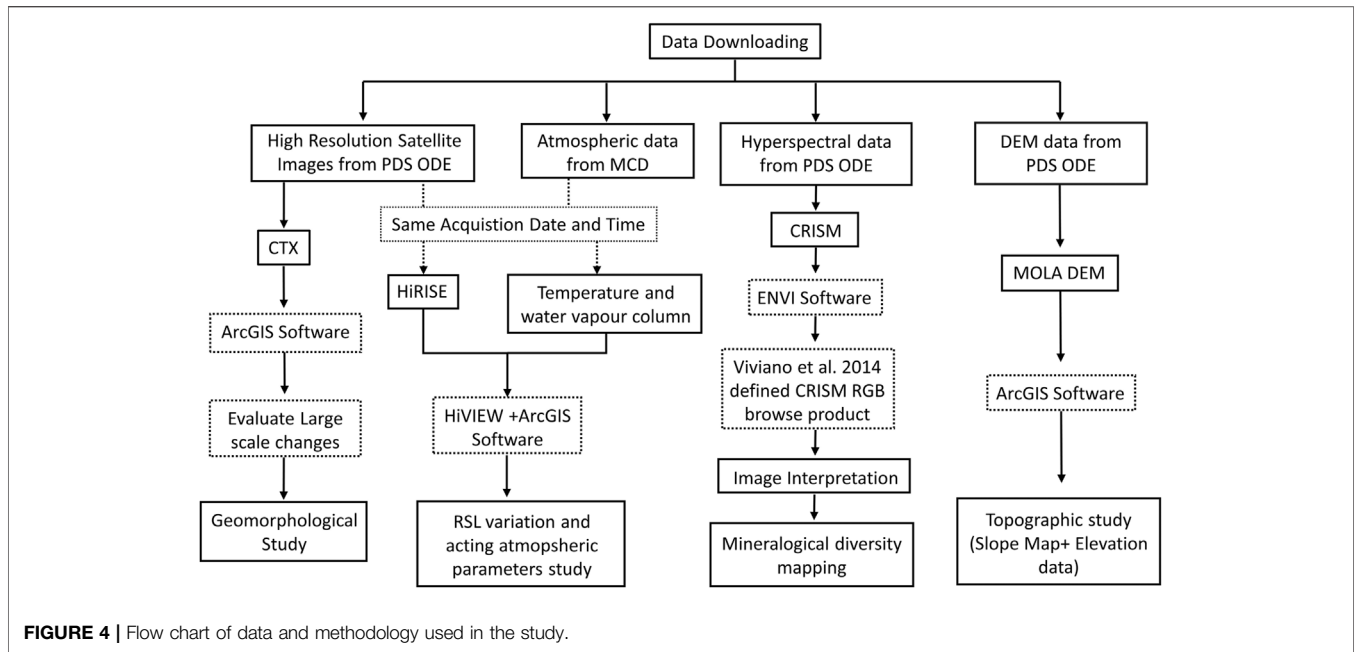 Data Downloading
High Resolution Satellite
Images from PDS ODE
Atmospheric data
from MCD
Hyperspectral data
from PDS ODE
DEM data from
PDS ODE
Same Acquistion Date and Time
CTX
HiRISE
Temperature and
water vapour column
CRISM
MOLA DEM
ArcGIS Software
ENVI Software
Evaluate Large
scale changes
HiVIEW +ArcGIS
Software
Viviano et al. 2014
defined CRISM RGB
browse product
ArcGIS Software
Image Interpretation
Geomorphological
Study
RSL variation and
acting atmopsheric
parameters study
Mineralogical diversity
mapping
Topographic study
(Slope Map+ Elevation
data)
FIGURE 4 | Flow chart of data and methodology used in the study.